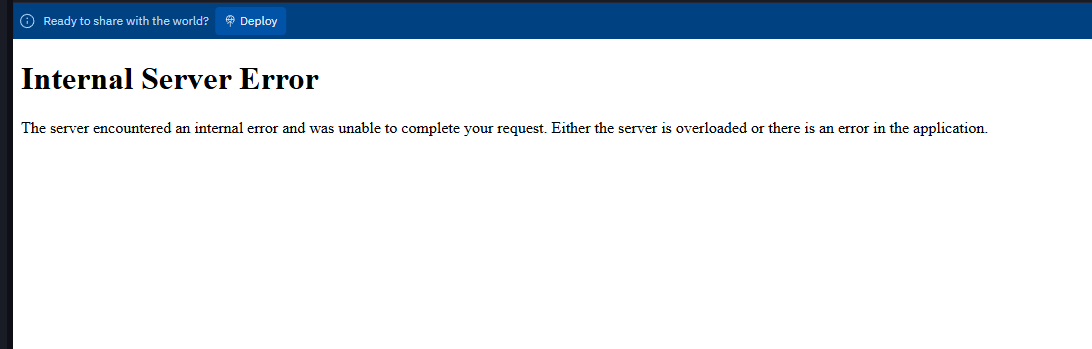 Ready to share with the world? Deploy
Internal Server Error
The server encountered an internal error and was unable to complete your request. Either the server is overloaded or there is an error in the application.